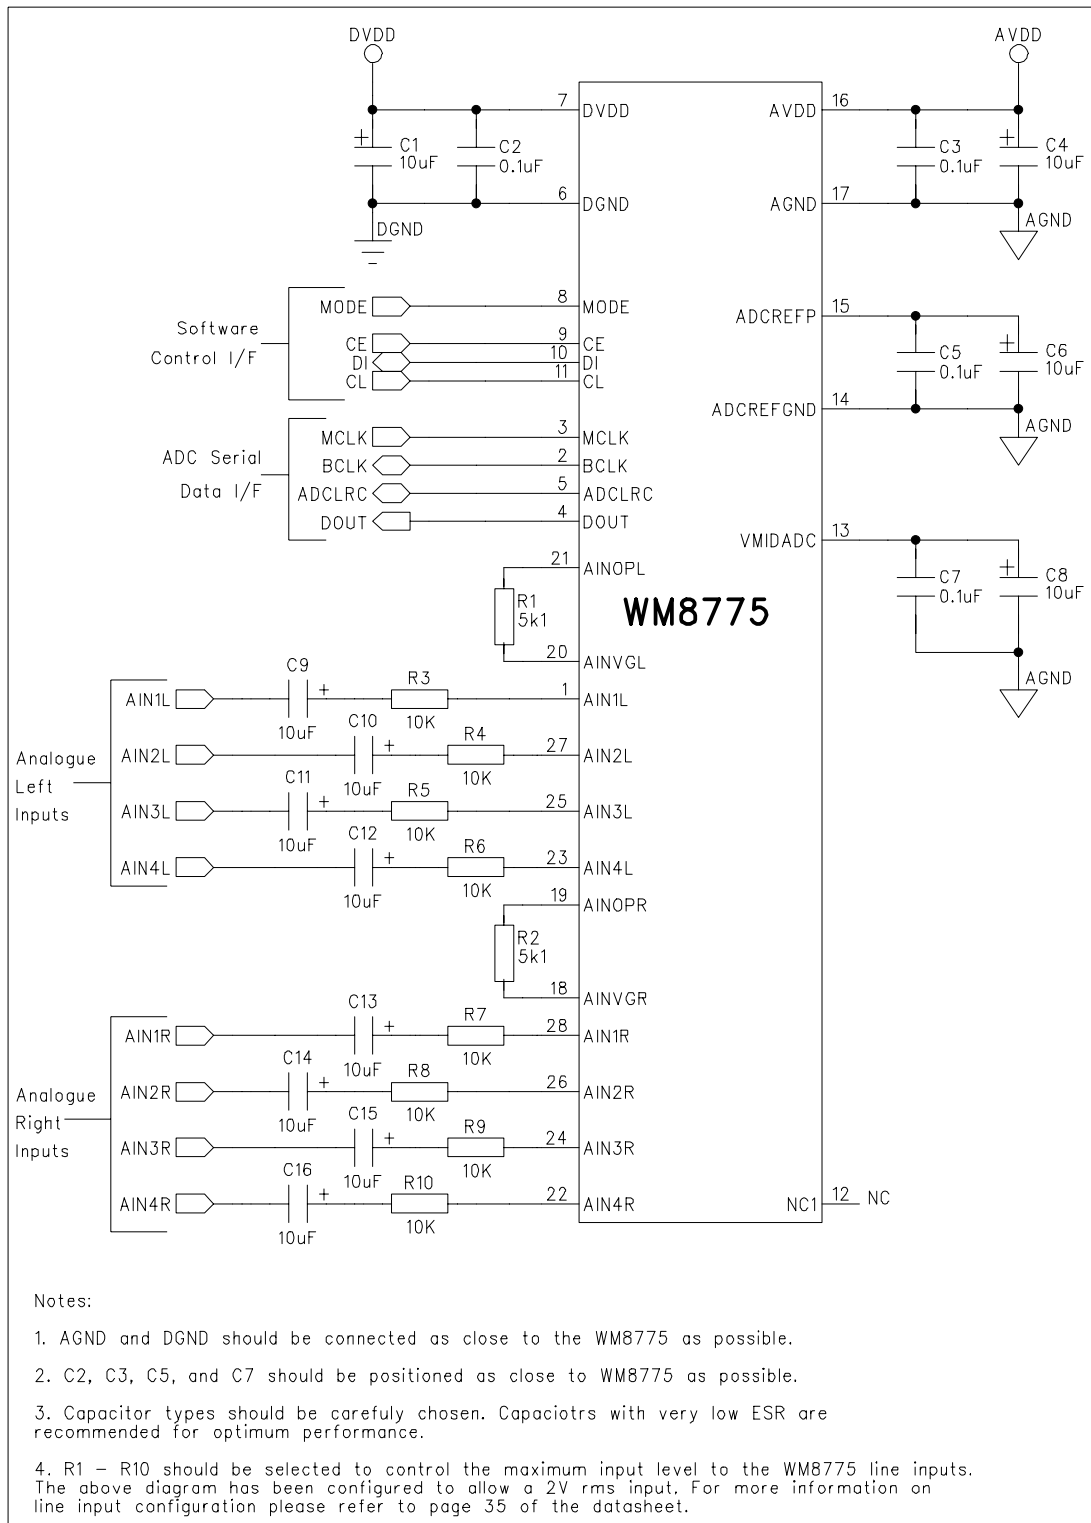 DVDD
AVDD
7 DVDD
AVDD 16
C1
10uF
C2
0.1uF
C3
0.1uF
C4
10uF
6 DGND
AGND 17
DGND
AGND
Software
Control I/F
MODE 8 MODE
CE 9 CE
DI 10 DI
CL 11 CL
ADCREFP 15
C5
0.1uF
C6
10uF
ADCREFGND 14
AGND
ADC Serial
Data I/F
MCLK 3 MCLK
BCLK 2 BCLK
ADCLRC 5 ADCLRC
DOUT 4 DOUT
VMIDADC 13
C7
0.1uF
C8
10uF
AGND
21 AINOPL
R1
5k1
WM8775
20 AINVGL
Analogue
Left
Inputs
AIN1L C9 + 10uF R3 10K 1 AIN1L
AIN2L C10 + 10uF R4 10K 27 AIN2L
AIN3L C11 + 10uF R5 10K 25 AIN3L
AIN4L C12 + 10uF R6 10K 23 AIN4L
19 AINOPR
R2
5k1
18 AINVGR
Analogue
Right
Inputs
AIN1R C13 + 10uF R7 10K 28 AIN1R
AIN2R C14 + 10uF R8 10K 26 AIN2R
AIN3R C15 + 10uF R9 10K 24 AIN3R
AIN4R C16 + 10uF R10 10K 22 AIN4R
NC1 12 NC
Notes:
1. AGND and DGND should be connected as close to the WM8775 as possible.
2. C2, C3, C5, and C7 should be positioned as close to WM8775 as possible.
3. Capacitor types should be carefuly chosen. Capaciotrs with very low ESR are
recommended for optimum performance.
4. R1 – R10 should be selected to control the maximum input level to the WM8775 line inputs.
The above diagram has been configured to allow a 2V rms input. For more information on
line input configuration please refer to page 35 of the datasheet.